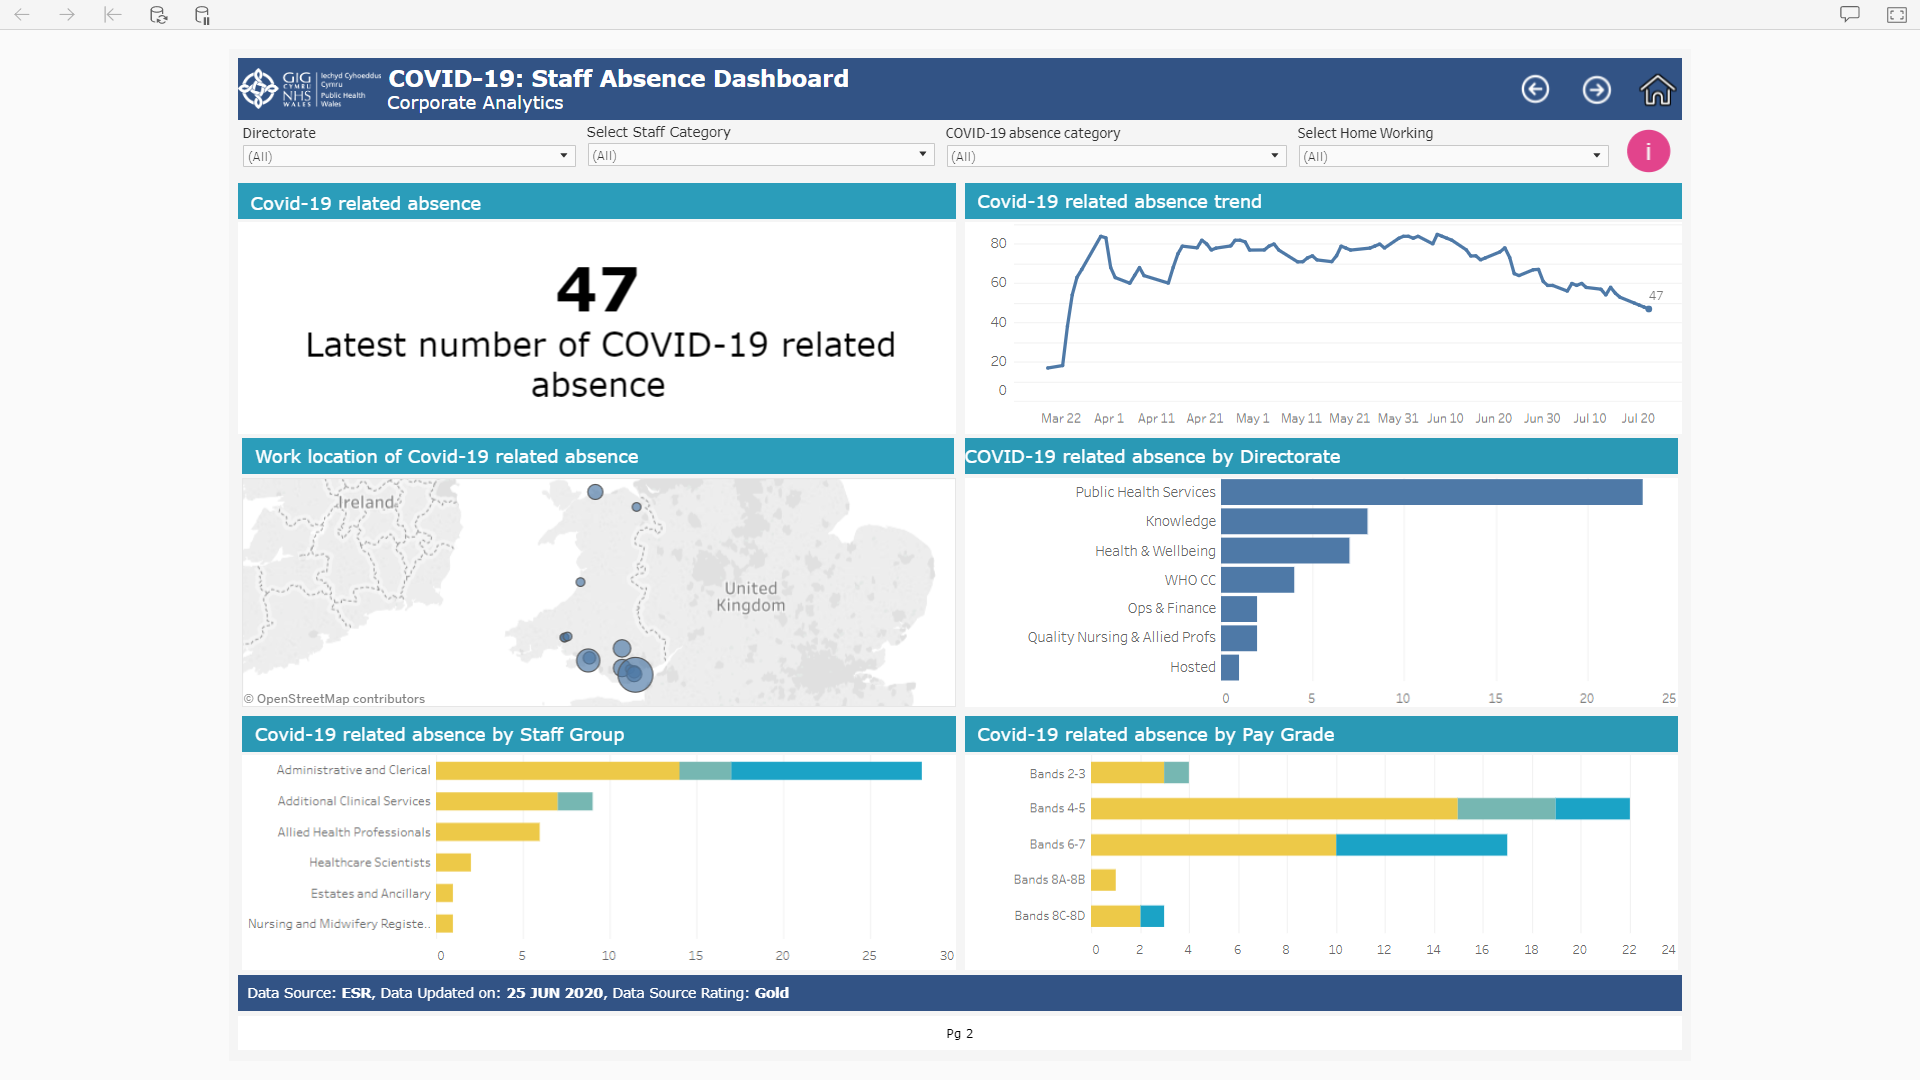 GIG
CYMRU
NHS
WALES
Iechyd Cyhoeddus
Cymru
Public Health
Wales
COVID-19: Staff Absence Dashboard
Corporate Analytics
Directorate
(All)
Select Staff Category
(All)
COVID-19 absence category
(All)
Select Home Working
(All)
i
Covid-19 related absence
47
Latest number of COVID-19 related
absence
Covid-19 related absence trend
80
60
40
20
0
47
Mar 22 Apr 1 Apr 11 Apr 21 May 1 May 11 May 21 May 31 Jun 10 Jun 20 Jun 30 Jul 10 Jul 20
Work location of Covid-19 related absence
Ireland
United
Kingdom
© OpenStreetMap contributors
COVID-19 related absence by Directorate
Public Health Services
Knowledge
Health & Wellbeing
WHO CC
Ops & Finance
Quality Nursing & Allied Profs
Hosted
0 5 10 15 20 25
Covid-19 related absence by Staff Group
Administrative and Clerical
Additional Clinical Services
Allied Health Professionals
Healthcare Scientists
Estates and Ancillary
Nursing and Midwifery Registe..
0 5 10 15 20 25 30
Covid-19 related absence by Pay Grade
Bands 2-3
Bands 4-5
Bands 6-7
Bands 8A-8B
Bands 8C-8D
0 2 4 6 8 10 12 14 16 18 20 22 24
Data Source: ESR, Data Updated on: 25 JUN 2020, Data Source Rating: Gold
Pg 2